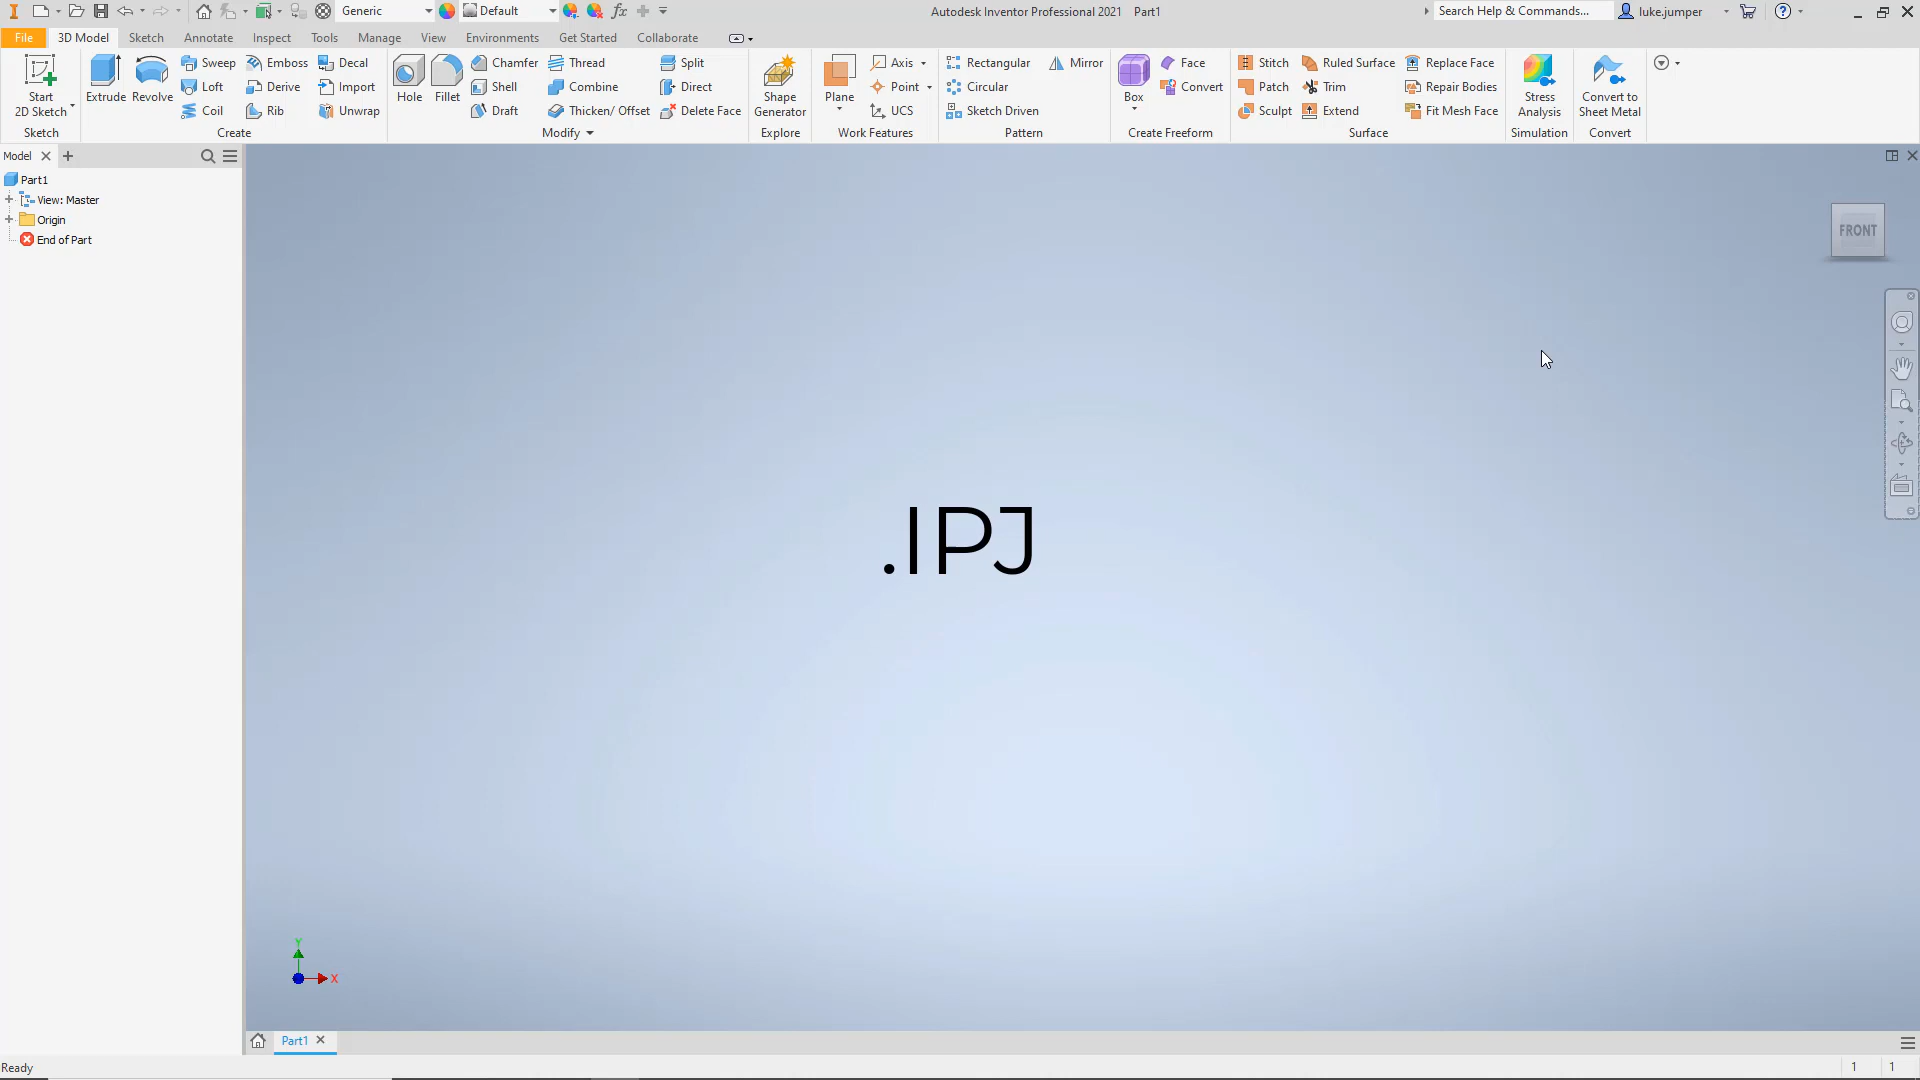 Generic
Default
fx
Autodesk Inventor Professional 2021 Part1
Search Help & Commands...
luke.jumper
File 3D Model Sketch Annotate Inspect Tools Manage View Environments Get Started Collaborate
Start
2D Sketch
Sketch
Extrude
Revolve
Sweep
Loft
Coil
Emboss
Derive
Rib
Decal
Import
Unwrap
Create
Hole
Fillet
Chamfer
Shell
Draft
Thread
Combine
Thicken/ Offset
Split
Direct
Delete Face
Modify
Shape
Generator
Explore
Plane
Axis
Point
UCS
Work Features
Rectangular
Circular
Sketch Driven
Mirror
Pattern
Box
Face
Convert
Create Freeform
Stitch
Patch
Sculpt
Ruled Surface
Trim
Extend
Replace Face
Repair Bodies
Fit Mesh Face
Surface
Stress
Analysis
Simulation
Convert to
Sheet Metal
Convert
Model
Part1
View: Master
Origin
End of Part
FRONT
.IPJ
Y
X
Part1
Ready
1 1